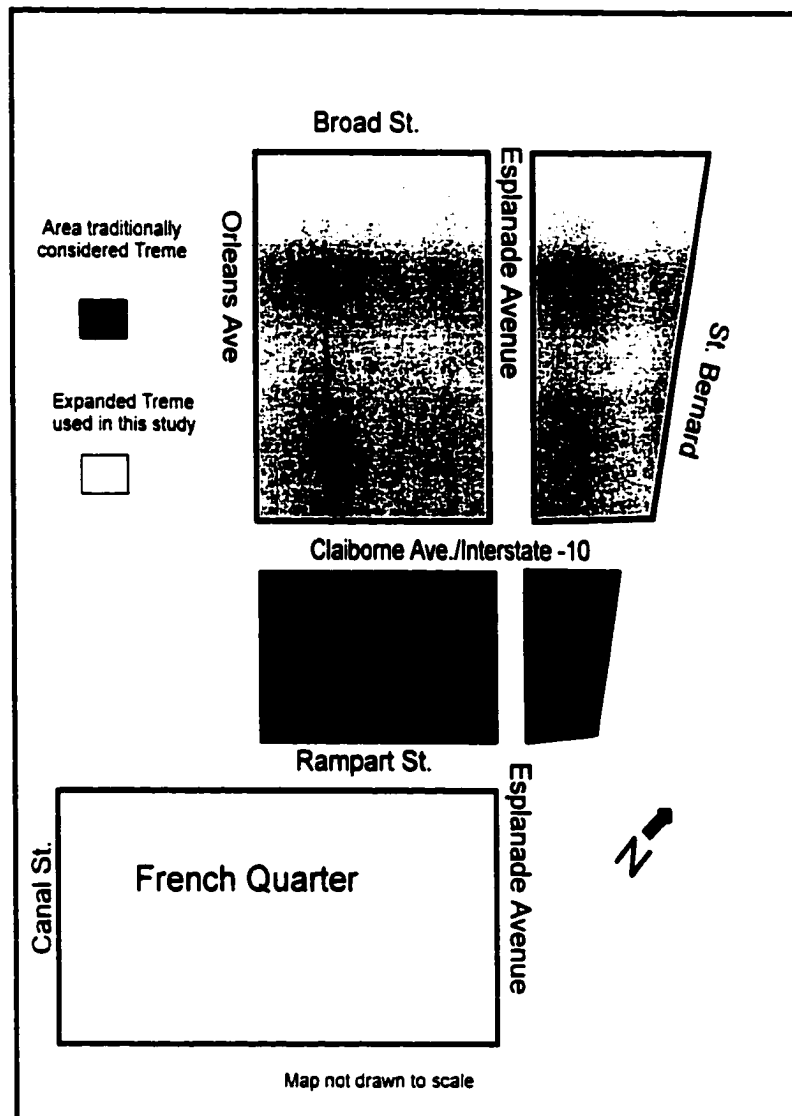 Broad St.
Area traditionally
considered Treme
Expanded Treme
used in this study
Orleans Ave
Esplanade Avenue
St. Bernard
Claiborne Ave./Interstate -10
Rampart St.
Canal St.
French Quarter
Esplanade Avenue
N
Map not drawn to scale